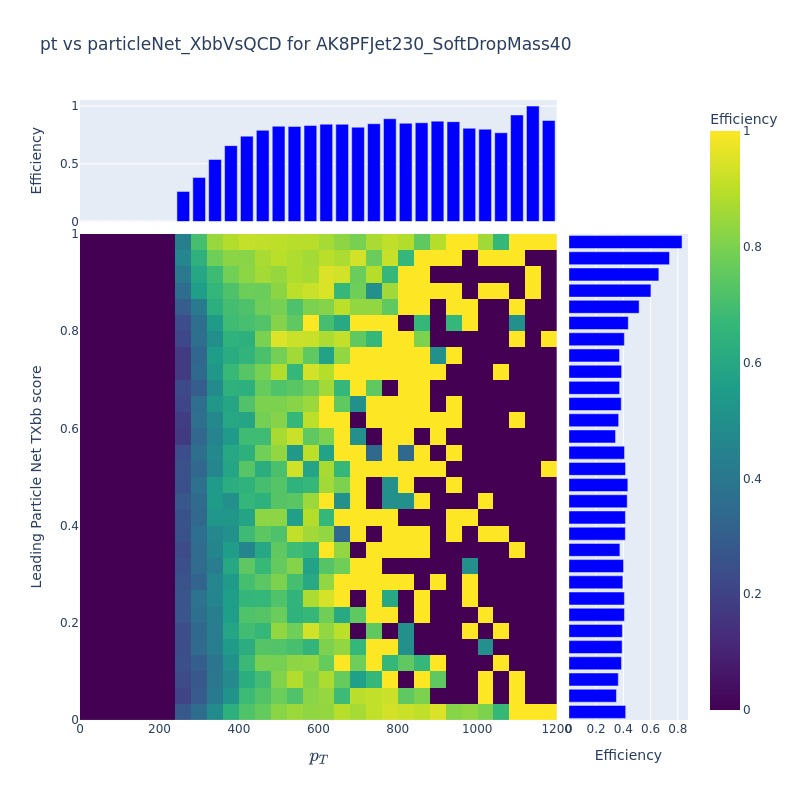 pt vs particleNet_XbbVsQCD for AK8PFJet230_SoftDropMass40
Efficiency
1
0.5
0
Efficiency
1
0.8
0.6
0.4
0.2
0
Leading Particle Net TXbb score
1
0.8
0.6
0.4
0.2
0
0 200 400 600 800 1000 1200
p_T
0 0.2 0.4 0.6 0.8
Efficiency